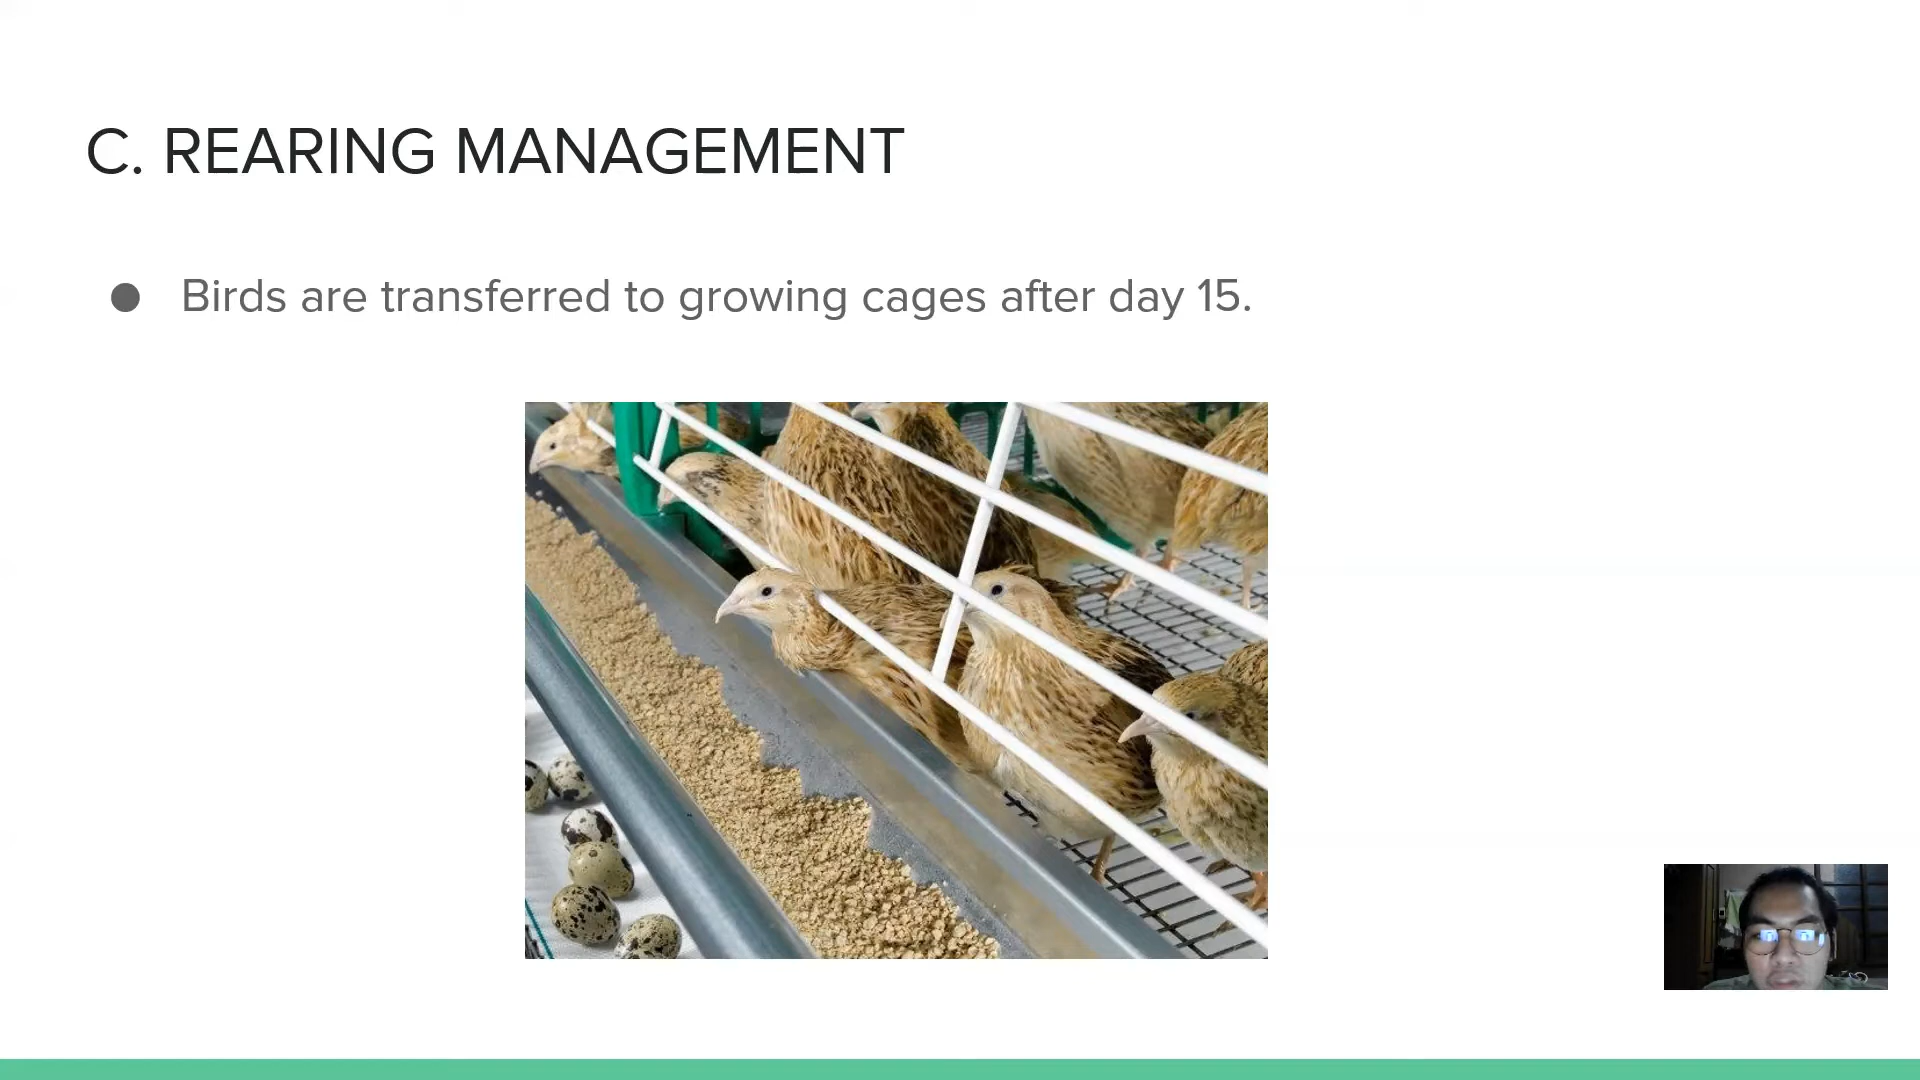 C. REARING MANAGEMENT
● Birds are transferred to growing cages after day 15.